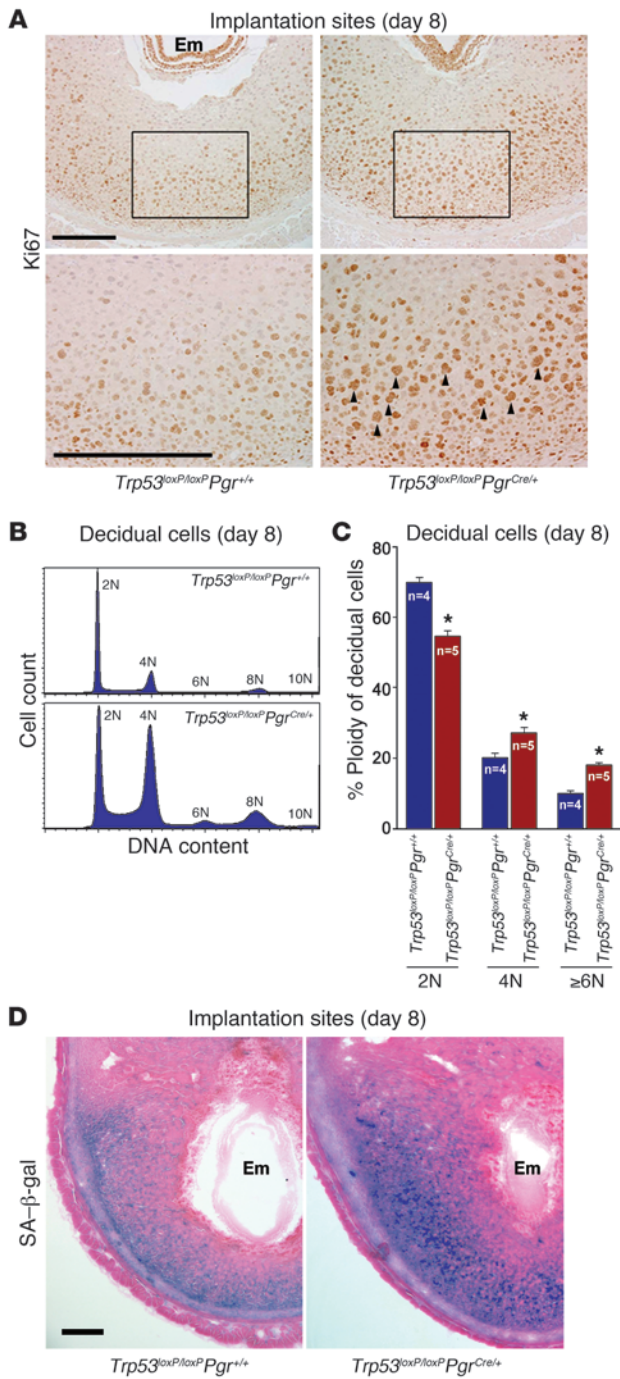 A
Implantation sites (day 8)
Em
Ki67
Trp53loxP/loxPPgr+/+
Trp53loxP/loxPPgrCre/+
B
Decidual cells (day 8)
Trp53loxP/loxPPgr+/+
2N
4N
6N
8N
10N
Trp53loxP/loxPPgrCre/+
2N
4N
6N
8N
10N
Cell count
DNA content
C
Decidual cells (day 8)
% Ploidy of decidual cells
80
60
40
20
0
n=4
*
n=5
n=4
*
n=5
n=4
*
n=5
Trp53loxP/loxPPgr+/+
Trp53loxP/loxPPgrCre/+
Trp53loxP/loxPPgr+/+
Trp53loxP/loxPPgrCre/+
Trp53loxP/loxPPgr+/+
Trp53loxP/loxPPgrCre/+
2N
4N
≥6N
D
Implantation sites (day 8)
SA–β-gal
Em
Em
Trp53loxP/loxPPgr+/+
Trp53loxP/loxPPgrCre/+